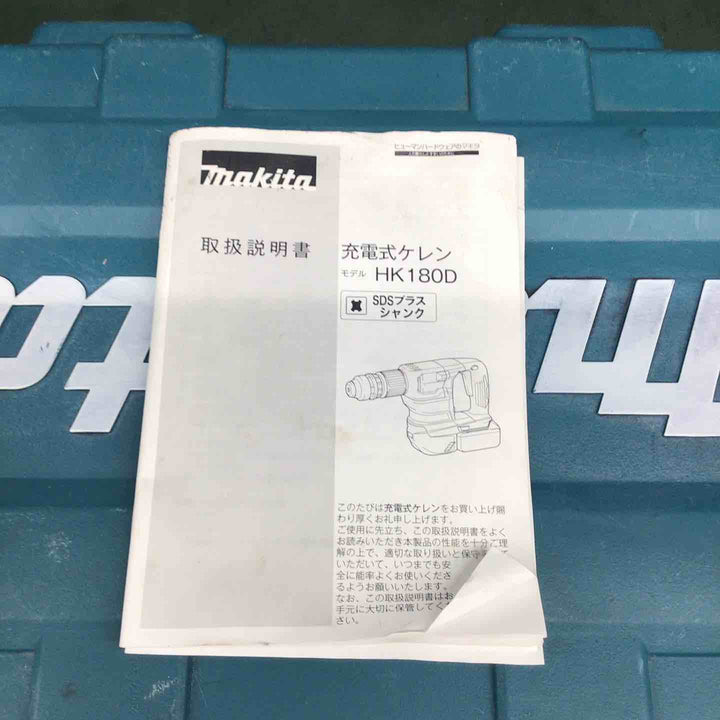 makita
ヒューマンハードウェアのマキタ
取扱説明書
充電式ケレン
モデル HK180D
SDSプラス
シャンク
このたびは充電式ケレンをお買い上げ賜
わり厚くお礼申し上げます。
ご使用に先立ち、この取扱説明書をよく
お読みいただき本製品の性能を十分ご理
解の上で、適切な取り扱いと保守を
いただいて、いつまでも安
全に能率よくお使いくださ
るようお願いいたします。
なお、この取扱説明書はお
手元に大切に保管してくだ
さい。